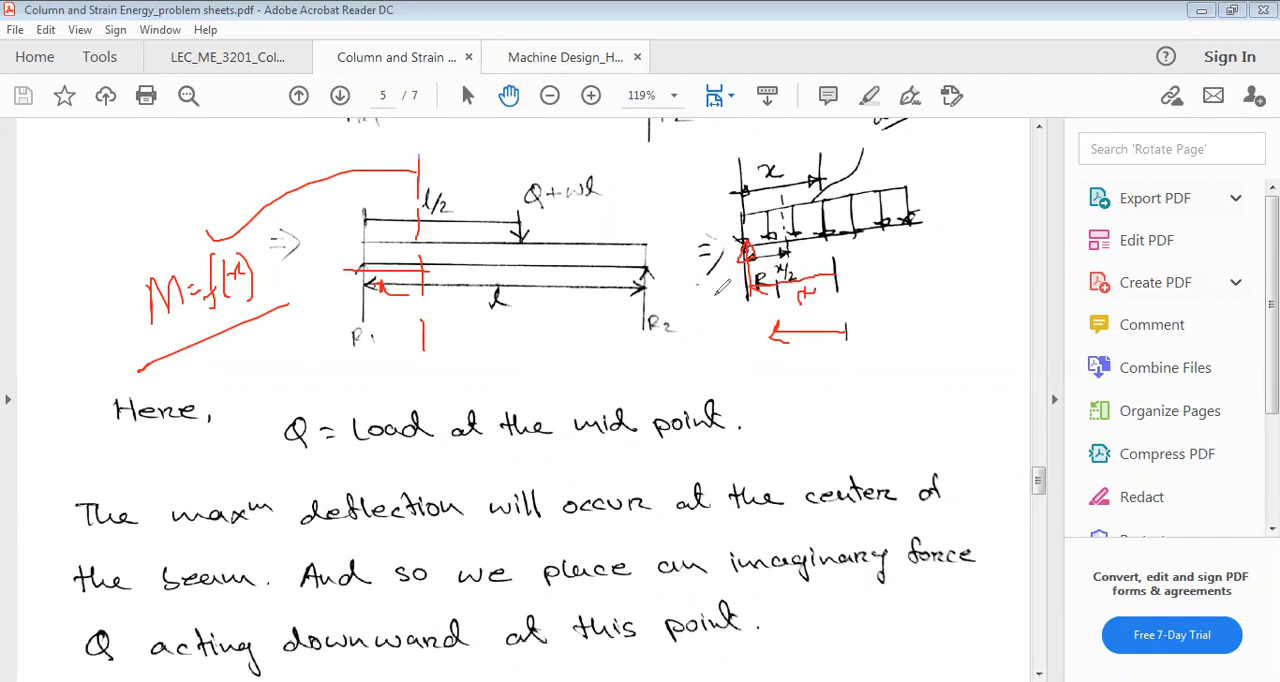 Column and Strain Energy_problem sheets.pdf - Adobe Acrobat Reader DC
File Edit View Sign Window Help
Home Tools LEC_ME_3201_Col... Column and Strain ... × Machine Design_H... × Sign In
5 / 7 119%
Search 'Rotate Page'
Export PDF
Edit PDF
Create PDF
Comment
Combine Files
Organize Pages
Compress PDF
Redact
Convert, edit and sign PDF
forms & agreements
Free 7-Day Trial
l/2 Q+wl x
=> =>
M=f(x) x l R x/2 x
R1 R2
Here,
Q = Load at the mid point.
The maxm deflection will occur at the center of
the beam. And so we place an imaginary force
Q acting downward at this point.